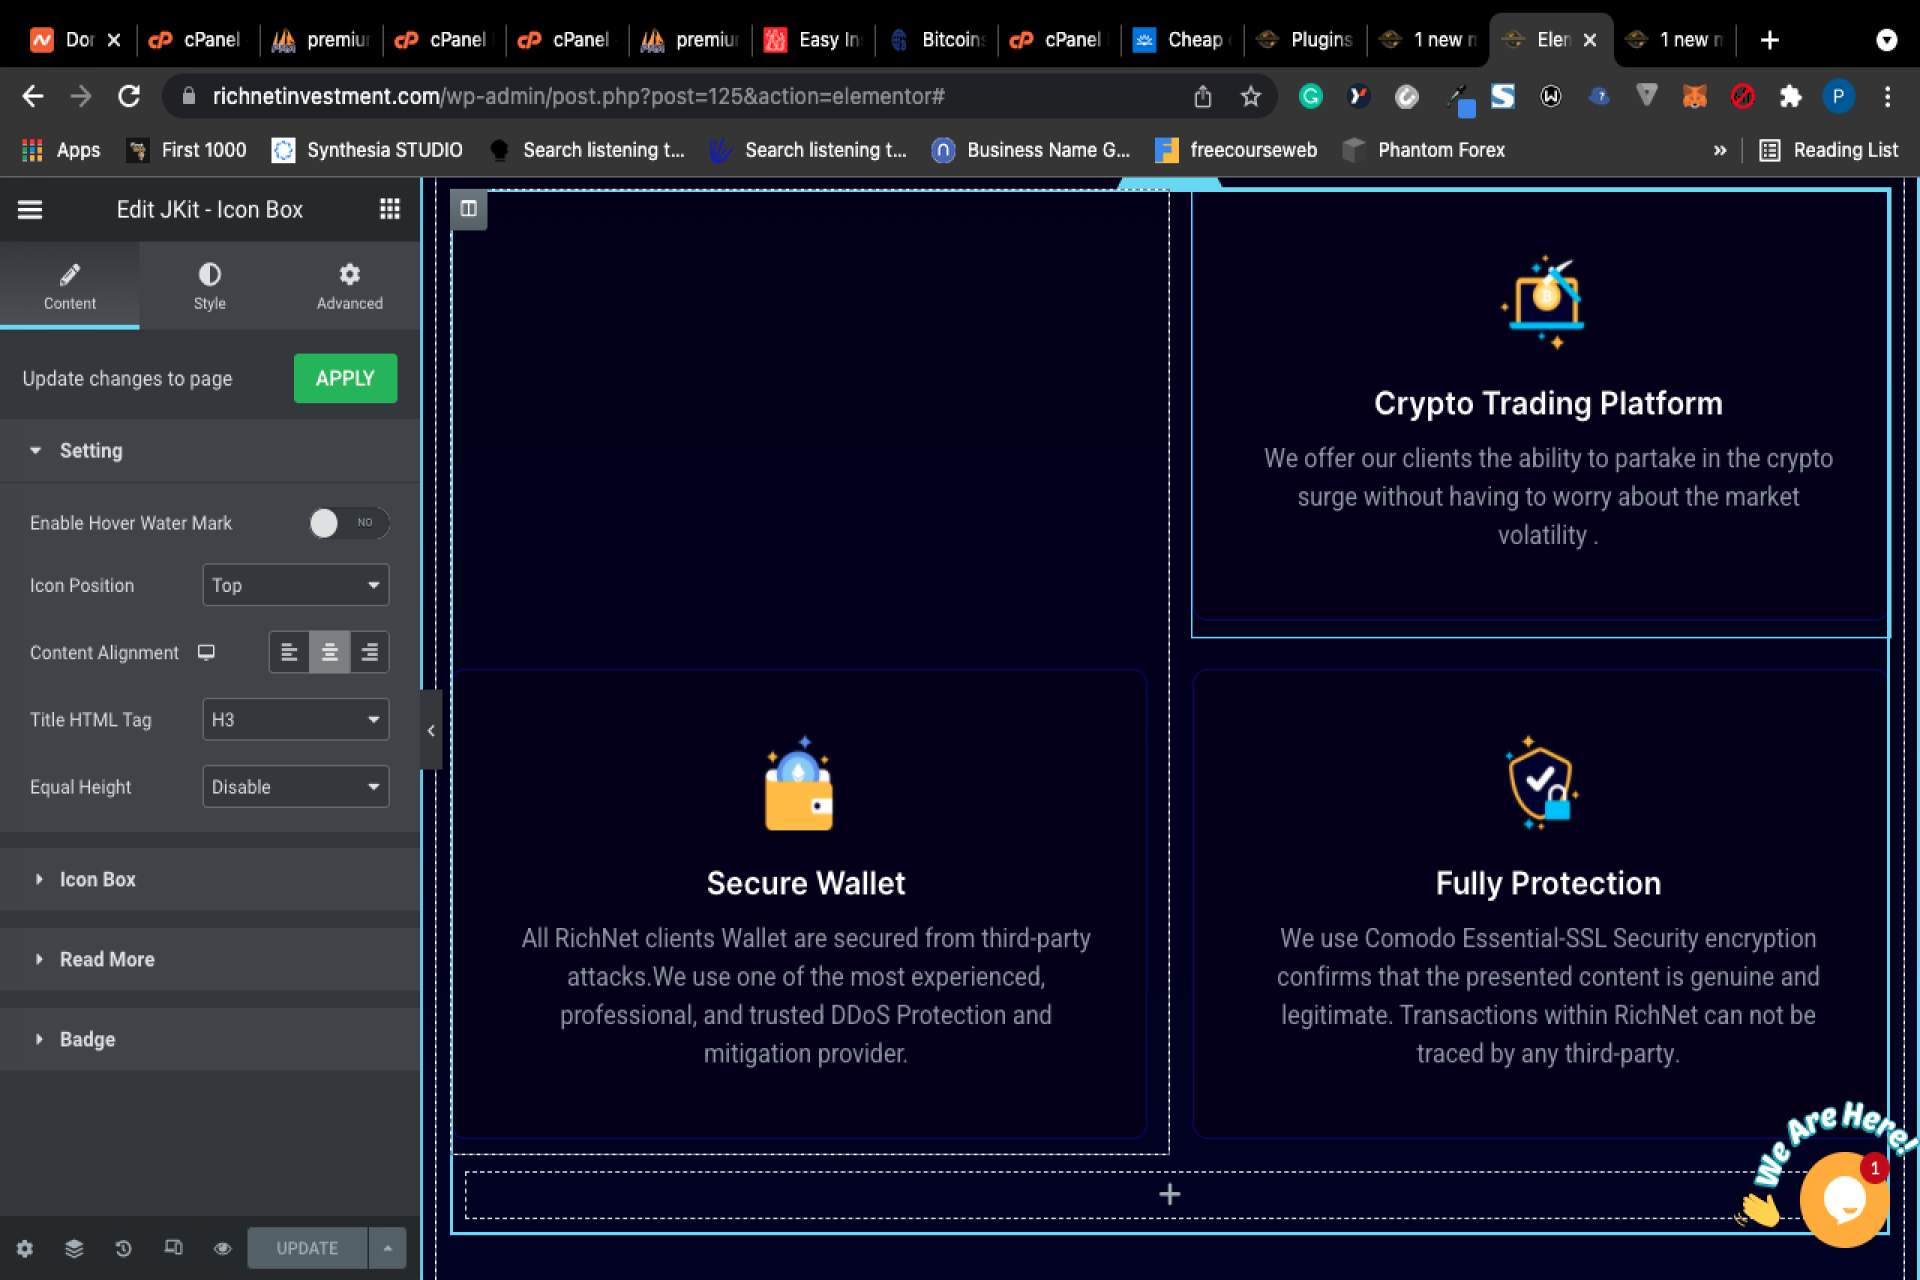 Dor
cPanel
premiu
cPanel
cPanel
premiu
Easy In
Bitcoin
cPanel
Cheap
Plugins
1 new
Elen
1 new
richnetinvestment.com/wp-admin/post.php?post=125&action=elementor#
P
Apps
First 1000
Synthesia STUDIO
Search listening t...
Search listening t...
Business Name G...
freecourseweb
Phantom Forex
»
Reading List
Edit JKit - Icon Box
Content
Style
Advanced
Update changes to page
APPLY
Setting
Enable Hover Water Mark
NO
Icon Position
Top
Content Alignment
Title HTML Tag
H3
Equal Height
Disable
Icon Box
Read More
Badge
UPDATE
Crypto Trading Platform
We offer our clients the ability to partake in the crypto
surge without having to worry about the market
volatility .
Secure Wallet
All RichNet clients Wallet are secured from third-party
attacks.We use one of the most experienced,
professional, and trusted DDoS Protection and
mitigation provider.
Fully Protection
We use Comodo Essential-SSL Security encryption
confirms that the presented content is genuine and
legitimate. Transactions within RichNet can not be
traced by any third-party.
We Are Here!
1